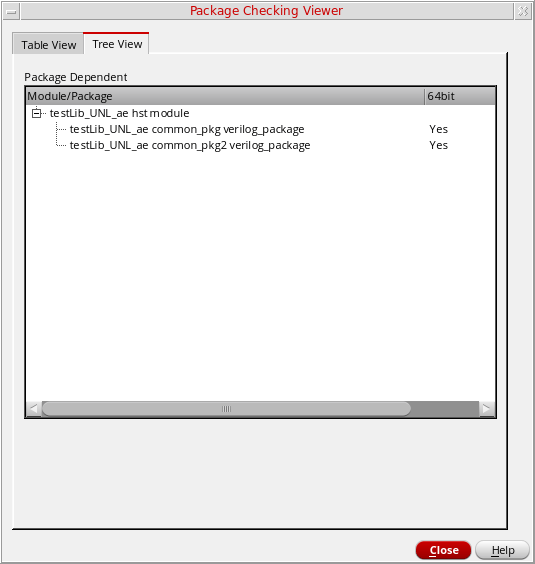 Package Checking Viewer
Table View
Tree View
Package Dependent
Module/Package 64bit
testLib_UNL_ae hst module
testLib_UNL_ae common_pkg verilog_package Yes
testLib_UNL_ae common_pkg2 verilog_package Yes
Close
Help